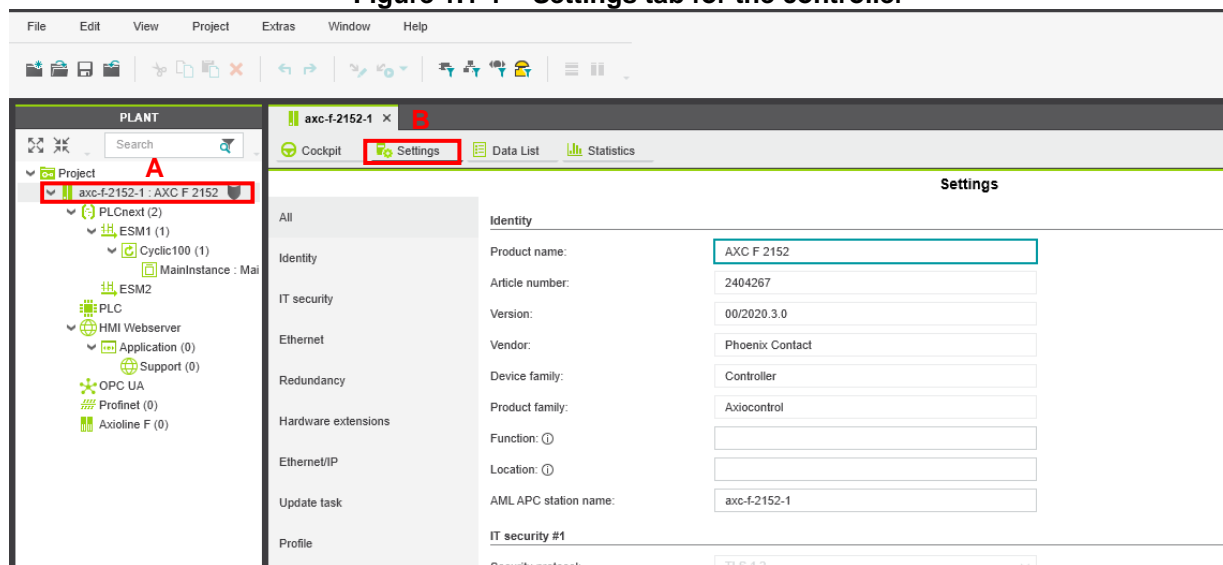 Figure 4.7-1 Settings tab for the controller
File Edit View Project Extras Window Help
PLANT
axc-f-2152-1 ×
B
Search
Cockpit Settings Data List Statistics
A
Project
Settings
axc-f-2152-1 : AXC F 2152
PLCnext (2)
ESM1 (1)
Cyclic100 (1)
MainInstance : Mai
ESM2
PLC
HMI Webserver
Application (0)
Support (0)
OPC UA
Profinet (0)
Axioline F (0)
All
Identity
IT security
Ethernet
Redundancy
Hardware extensions
Ethernet/IP
Update task
Profile
Identity
Product name: AXC F 2152
Article number: 2404267
Version: 00/2020.3.0
Vendor: Phoenix Contact
Device family: Controller
Product family: Axiocontrol
Function:
Location:
AML APC station name: axc-f-2152-1
IT security #1